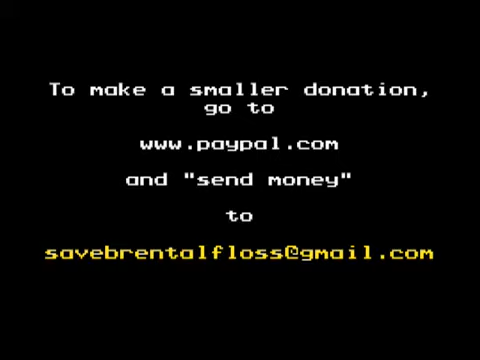 To make a smaller donation,
go to
www.paypal.com
and "send money"
to
savebrentalfloss@gmail.com